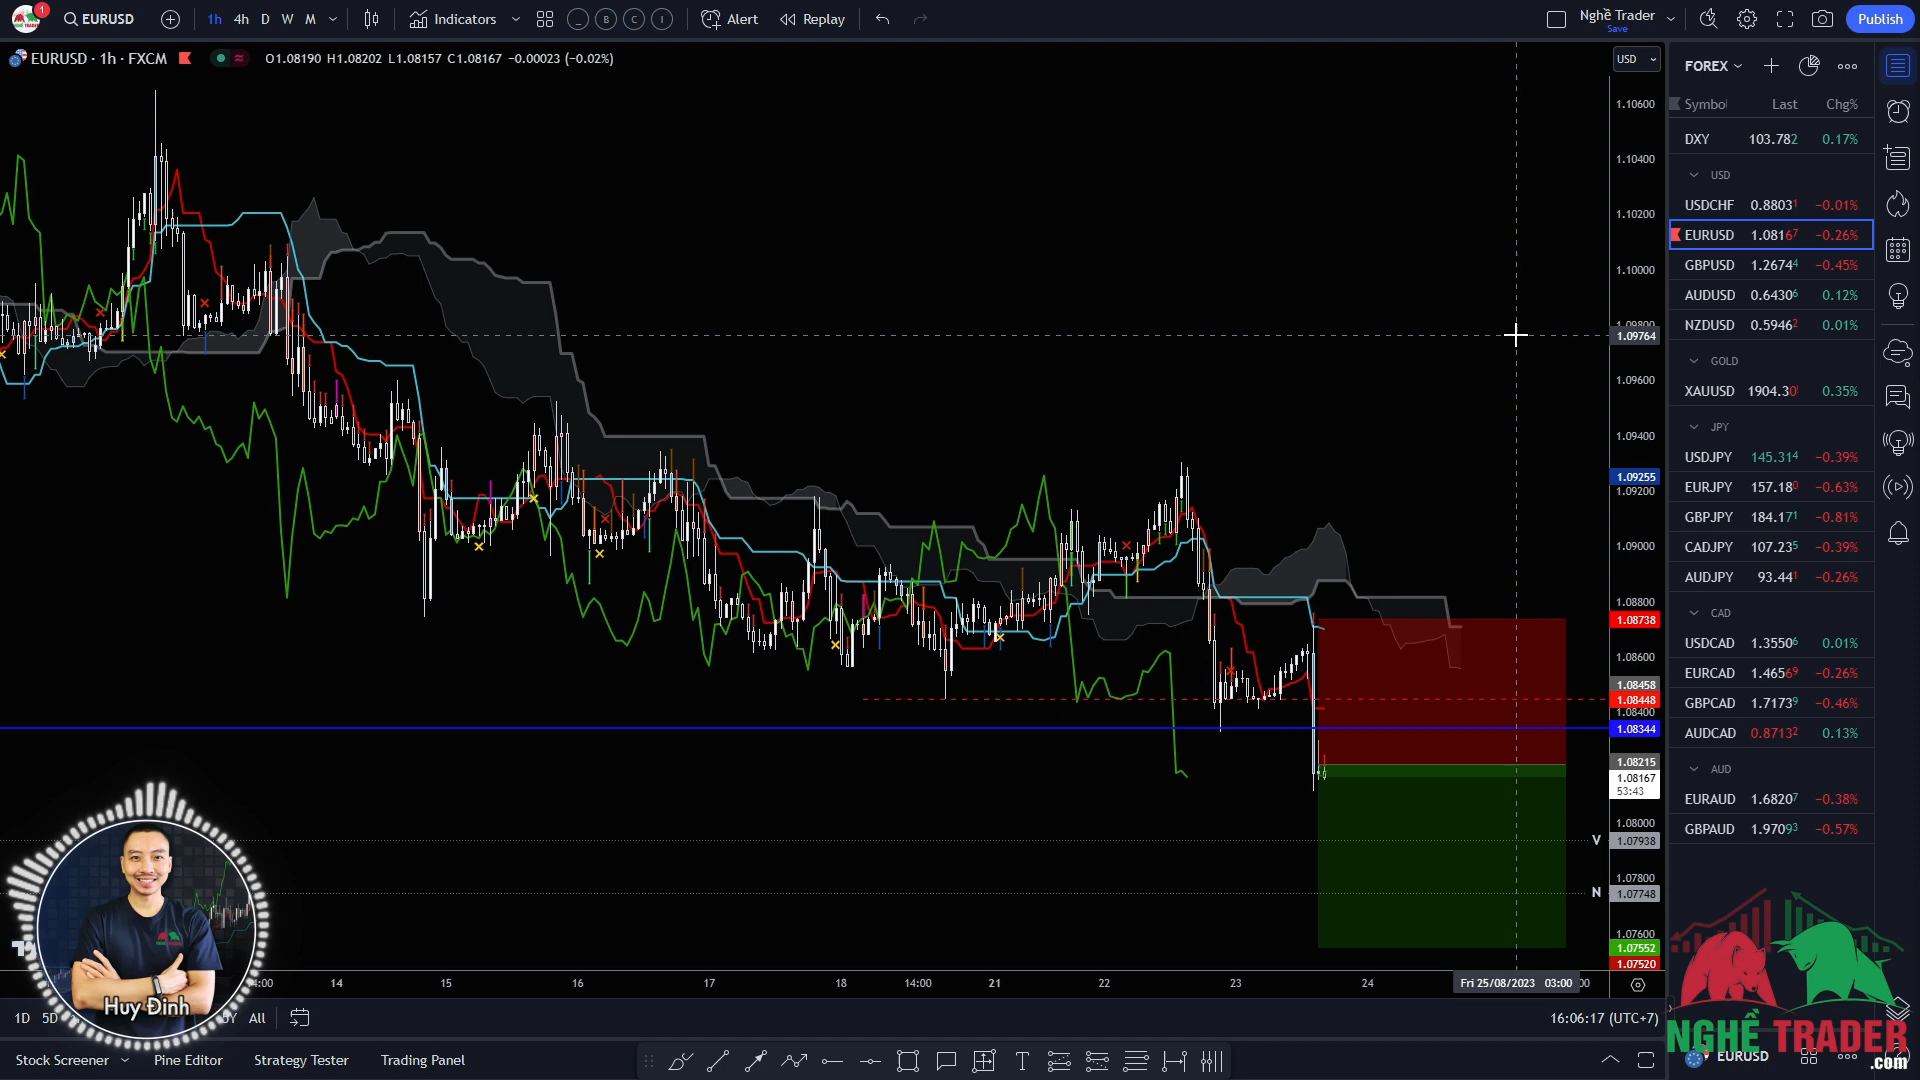 1
EURUSD
1h 4h D W M
Indicators
B C I
Alert
Replay
Nghề Trader
Save
Publish
EURUSD · 1h · FXCM
O1.08190 H1.08202 L1.08157 C1.08167 −0.00023 (−0.02%)
USD
1.10600
1.10400
1.10200
1.10000
1.09800
1.09764
1.09600
1.09400
1.09255
1.09200
1.09000
1.08800
1.08738
1.08600
1.08458
1.08448
1.08400
1.08344
1.08215
1.08167
53:43
1.08000
V 1.07938
1.07800
N 1.07748
1.07600
1.07552
1.07520
FOREX
Symbol Last Chg%
DXY 103.782 0.17%
USD
USDCHF 0.88031 −0.01%
EURUSD 1.08167 −0.26%
GBPUSD 1.26744 −0.45%
AUDUSD 0.64306 0.12%
NZDUSD 0.59462 0.01%
GOLD
XAUUSD 1904.30 0.35%
JPY
USDJPY 145.314 −0.39%
EURJPY 157.180 −0.63%
GBPJPY 184.171 −0.81%
CADJPY 107.235 −0.39%
AUDJPY 93.441 −0.26%
CAD
USDCAD 1.35506 0.01%
EURCAD 1.46569 −0.26%
GBPCAD 1.71739 −0.46%
AUDCAD 0.87132 0.13%
AUD
EURAUD 1.68207 −0.38%
GBPAUD 1.97093 −0.57%
14 15 16 17 18 14:00 21 22 23 24
Fri 25/08/2023 03:00
Huy Đinh
1D 5D All
16:06:17 (UTC+7)
Stock Screener
Pine Editor
Strategy Tester
Trading Panel
NGHỀ TRADER
.com
EURUSD